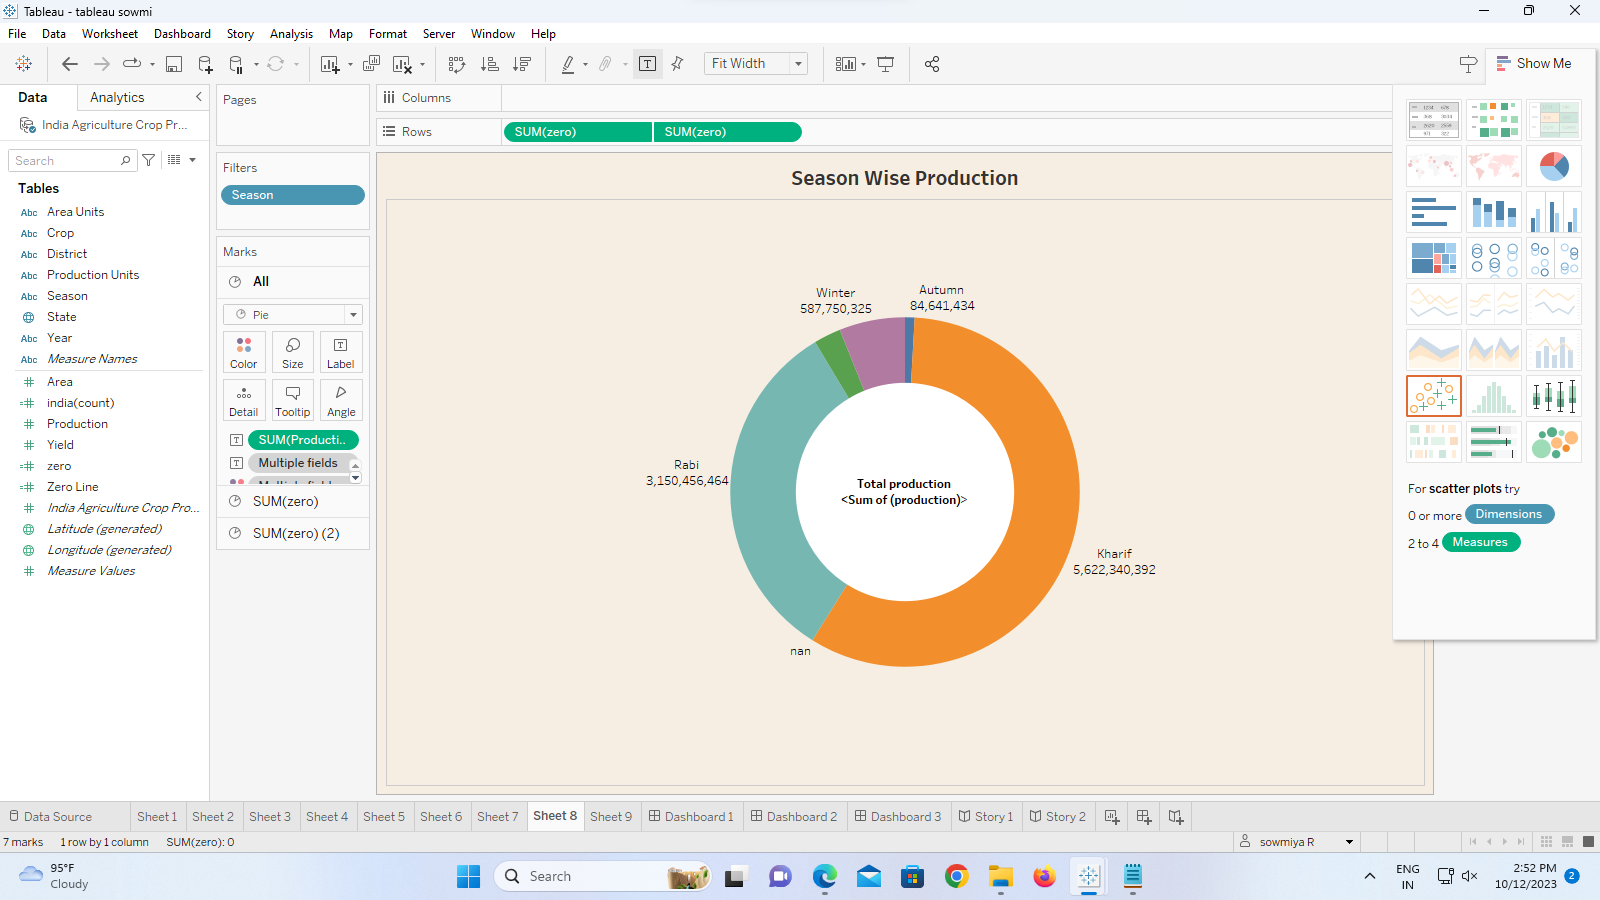 Tableau - tableau sowmi
File Data Worksheet Dashboard Story Analysis Map Format Server Window Help
Fit Width
Show Me
Data Analytics
India Agriculture Crop Pr...
Search
Tables
Abc Area Units
Abc Crop
Abc District
Abc Production Units
Abc Season
State
Abc Year
Abc Measure Names
Area
india(count)
Production
Yield
zero
Zero Line
India Agriculture Crop Pro...
Latitude (generated)
Longitude (generated)
Measure Values
Pages
Filters
Season
Marks
All
Pie
Color Size Label
Detail Tooltip Angle
SUM(Producti..
Multiple fields
SUM(zero)
SUM(zero) (2)
Columns
Rows SUM(zero) SUM(zero)
Season Wise Production
Winter
587,750,325
Autumn
84,641,434
Rabi
3,150,456,464
Total production
<Sum of (production)>
Kharif
5,622,340,392
nan
For scatter plots try
0 or more Dimensions
2 to 4 Measures
Data Source Sheet 1 Sheet 2 Sheet 3 Sheet 4 Sheet 5 Sheet 6 Sheet 7 Sheet 8 Sheet 9 Dashboard 1 Dashboard 2 Dashboard 3 Story 1 Story 2
7 marks 1 row by 1 column SUM(zero): 0 sowmiya R
95°F
Cloudy
Search
ENG
IN
2:52 PM
10/12/2023
2